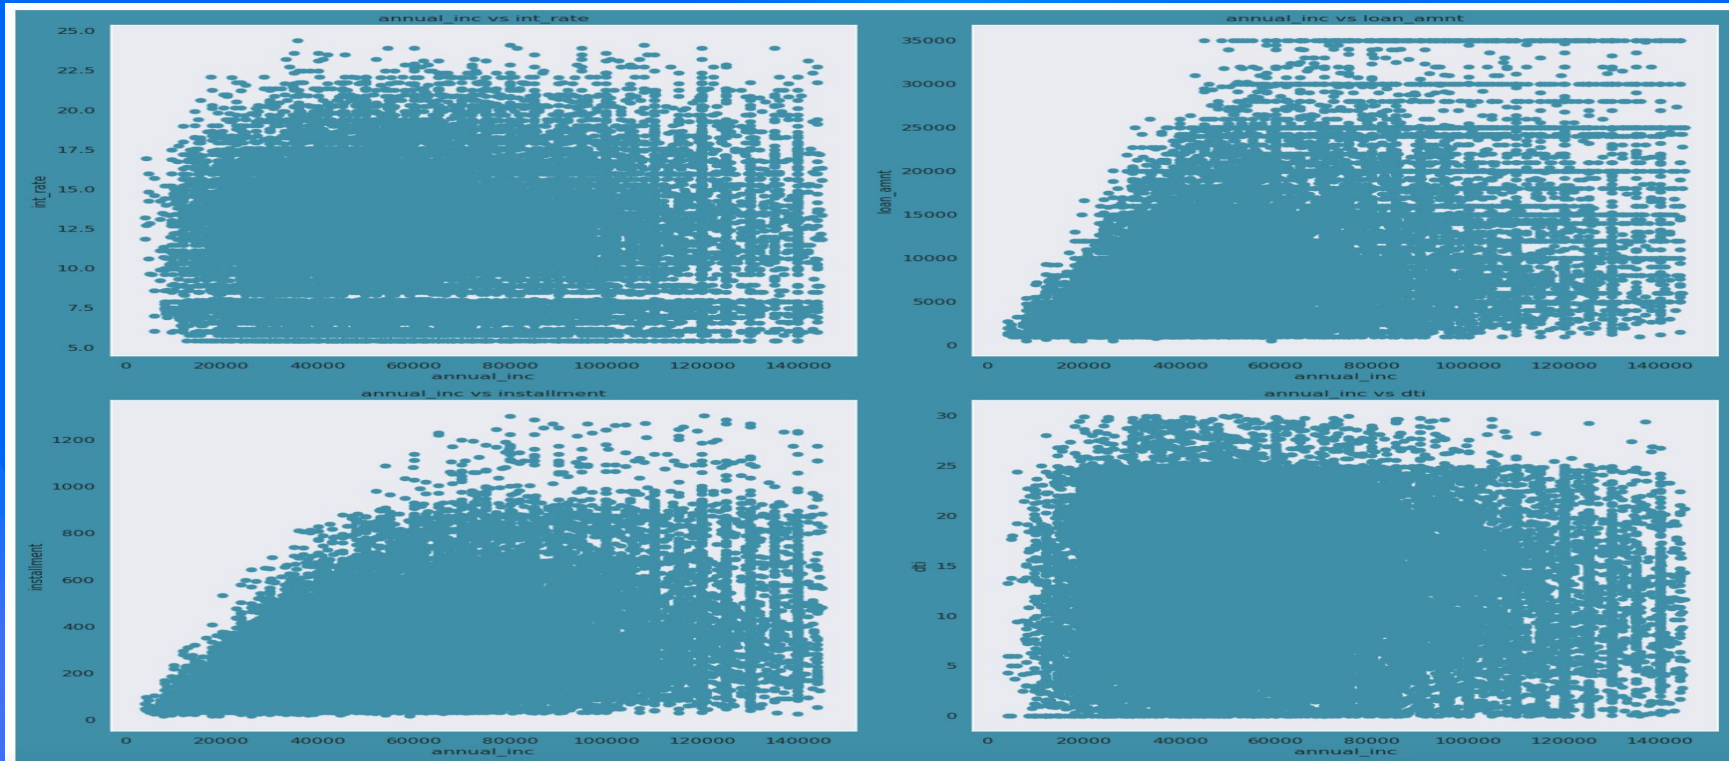 annual_inc vs int_rate
25.0
22.5
20.0
17.5
15.0
12.5
10.0
7.5
5.0
int_rate
0 20000 40000 60000 80000 100000 120000 140000
annual_inc
annual_inc vs loan_amnt
35000
30000
25000
20000
15000
10000
5000
0
loan_amnt
0 20000 40000 60000 80000 100000 120000 140000
annual_inc
annual_inc vs installment
1200
1000
800
600
400
200
0
installment
0 20000 40000 60000 80000 100000 120000 140000
annual_inc
annual_inc vs dti
30
25
20
15
10
5
0
dti
0 20000 40000 60000 80000 100000 120000 140000
annual_inc